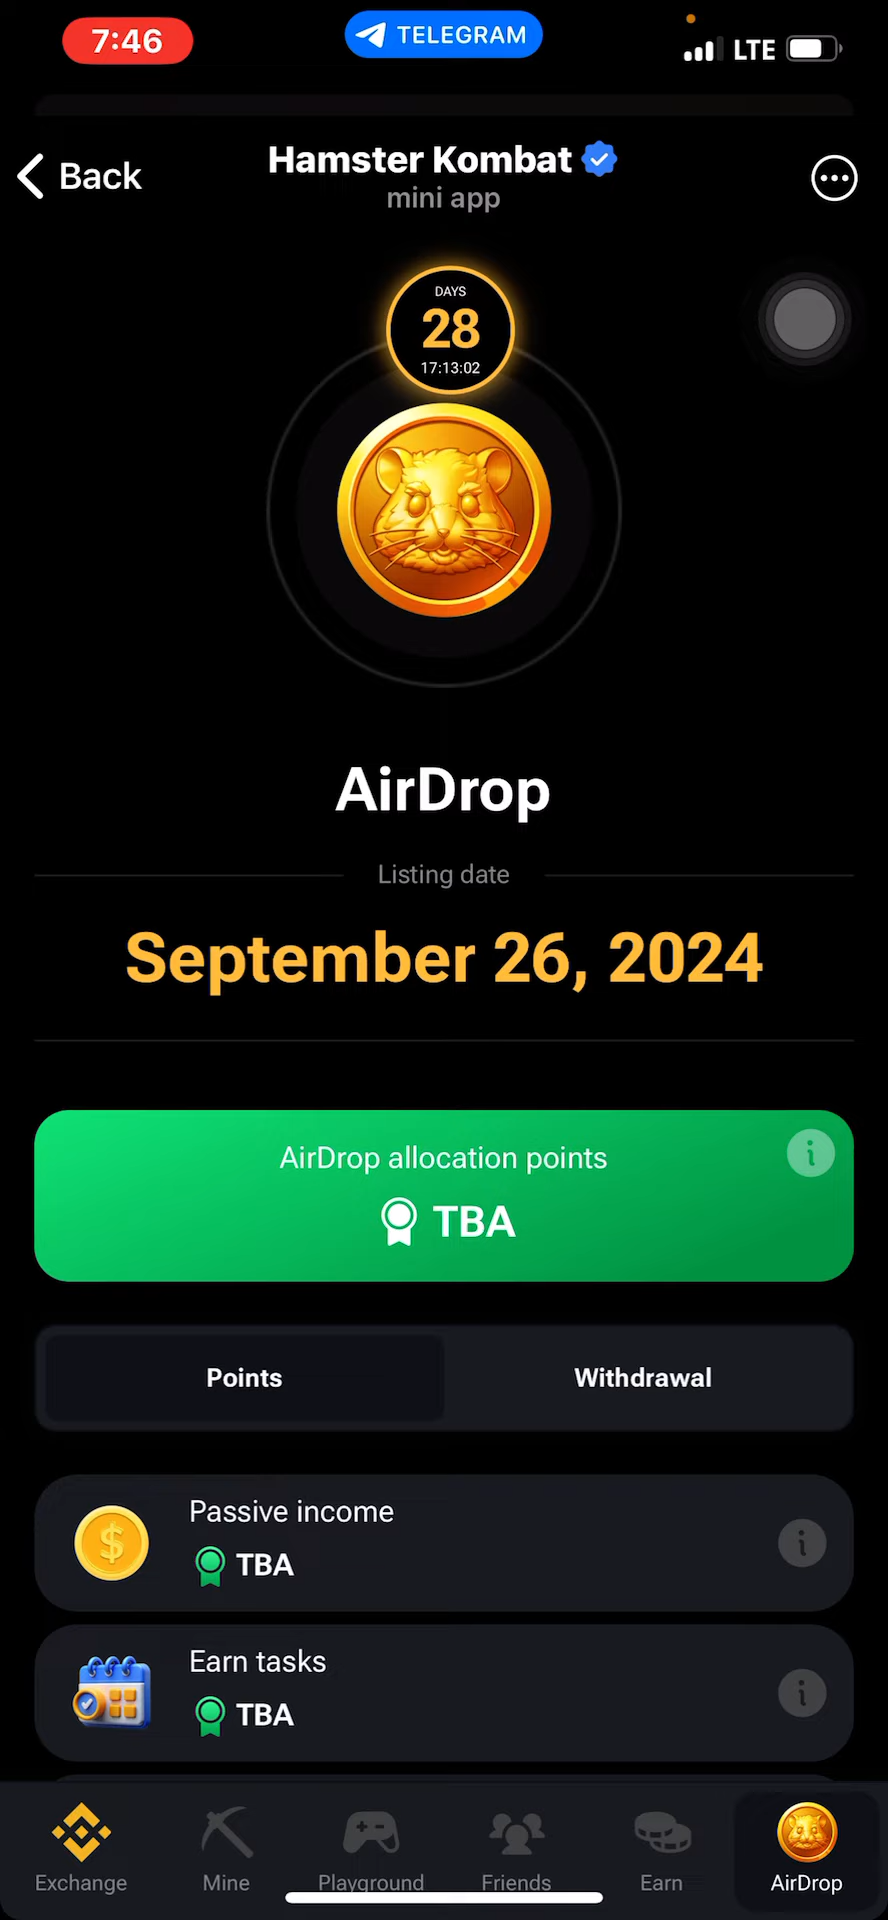 7:46
TELEGRAM
LTE
Back
Hamster Kombat
mini app
DAYS
28
17:13:02
AirDrop
Listing date
September 26, 2024
AirDrop allocation points
TBA
Points
Withdrawal
Passive income
TBA
Earn tasks
TBA
Exchange
Mine
Playground
Friends
Earn
AirDrop